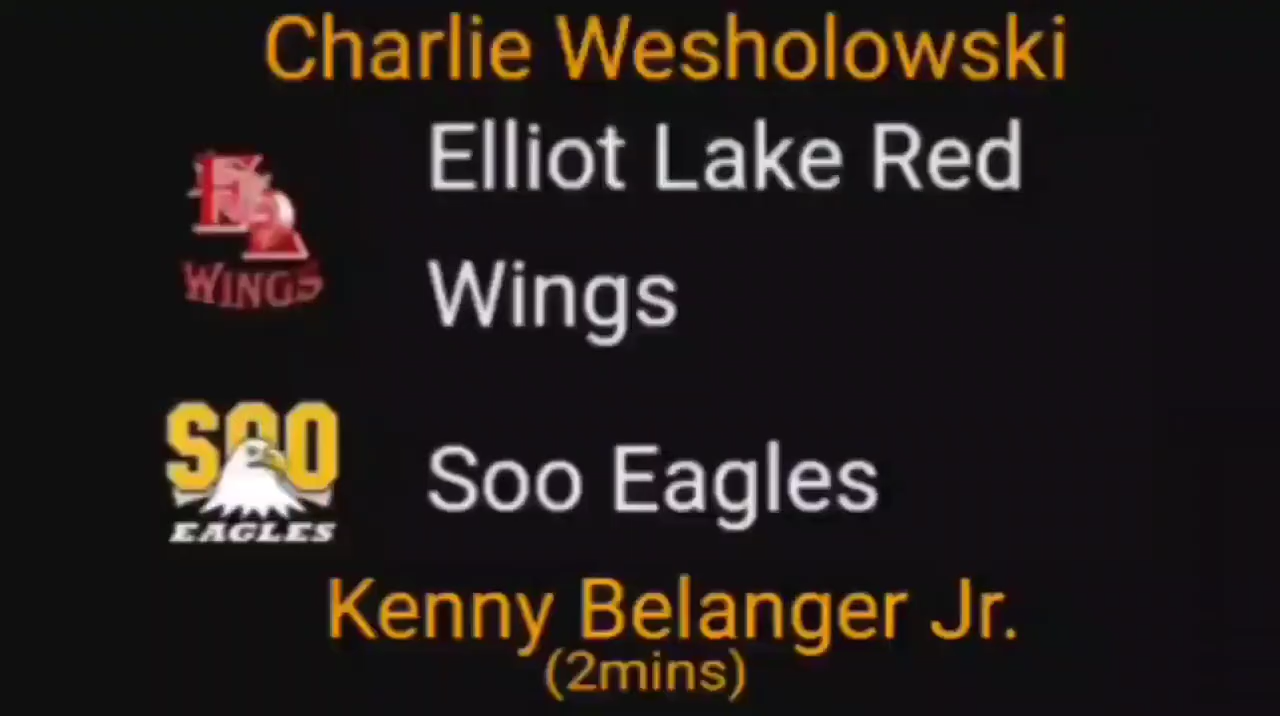 Charlie Wesholowski
Elliot Lake Red
Wings
WINGS
SOO
EAGLES
Soo Eagles
Kenny Belanger Jr.
(2mins)